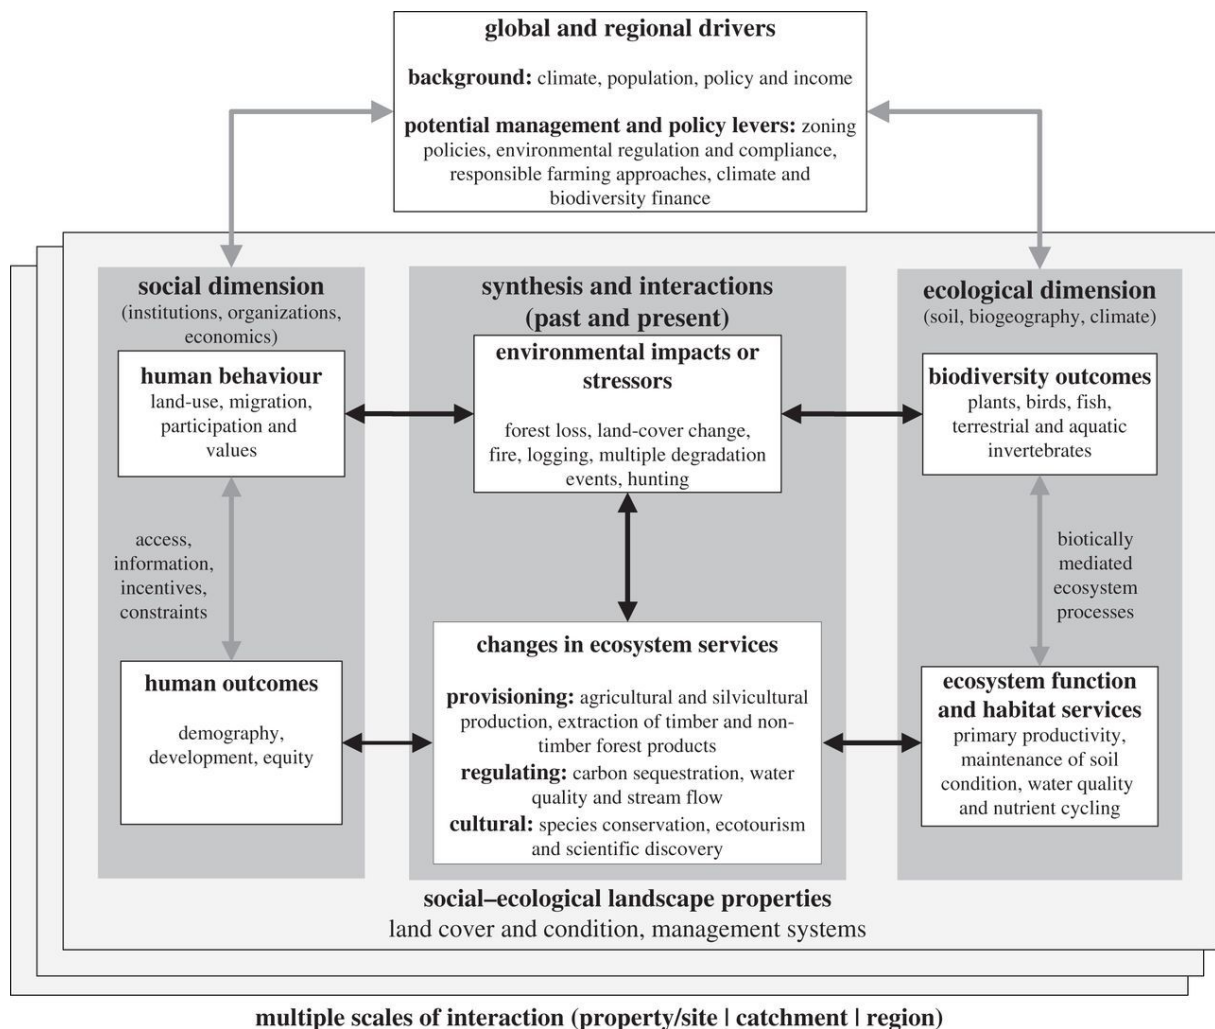 global and regional drivers
background: climate, population, policy and income
potential management and policy levers: zoning
policies, environmental regulation and compliance,
responsible farming approaches, climate and
biodiversity finance
social dimension
(institutions, organizations,
economics)
human behaviour
land-use, migration,
participation and
values
access,
information,
incentives,
constraints
human outcomes
demography,
development, equity
synthesis and interactions
(past and present)
environmental impacts or
stressors
forest loss, land-cover change,
fire, logging, multiple degradation
events, hunting
changes in ecosystem services
provisioning: agricultural and silvicultural
production, extraction of timber and non-
timber forest products
regulating: carbon sequestration, water
quality and stream flow
cultural: species conservation, ecotourism
and scientific discovery
ecological dimension
(soil, biogeography, climate)
biodiversity outcomes
plants, birds, fish,
terrestrial and aquatic
invertebrates
biotically
mediated
ecosystem
processes
ecosystem function
and habitat services
primary productivity,
maintenance of soil
condition, water quality
and nutrient cycling
social–ecological landscape properties
land cover and condition, management systems
multiple scales of interaction (property/site | catchment | region)